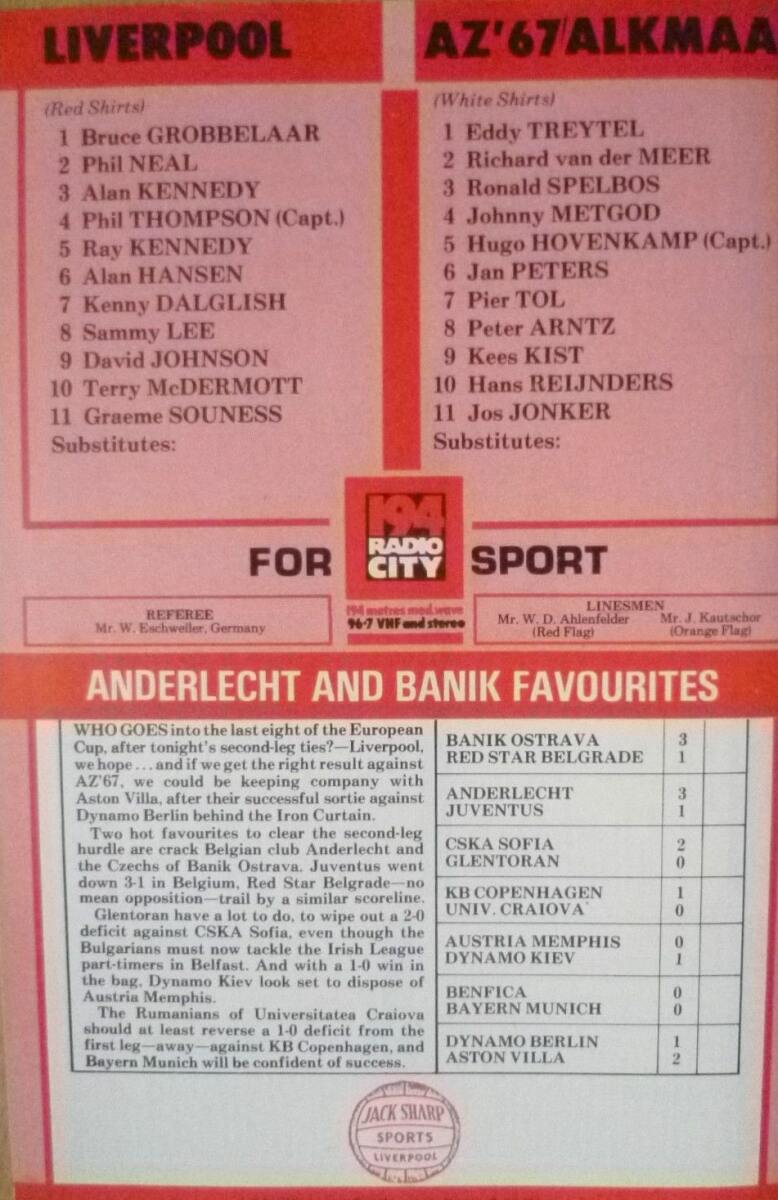 LIVERPOOL
(Red Shirts)
1 Bruce GROBBELAAR
2 Phil NEAL
3 Alan KENNEDY
4 Phil THOMPSON (Capt.)
5 Ray KENNEDY
6 Alan HANSEN
7 Kenny DALGLISH
8 Sammy LEE
9 David JOHNSON
10 Terry McDERMOTT
11 Graeme SOUNESS
Substitutes:
AZ'67/ALKMAA
(White Shirts)
1 Eddy TREYTEL
2 Richard van der MEER
3 Ronald SPELBOS
4 Johnny METGOD
5 Hugo HOVENKAMP (Capt.)
6 Jan PETERS
7 Pier TOL
8 Peter ARNTZ
9 Kees KIST
10 Hans REIJNDERS
11 Jos JONKER
Substitutes:
FOR
194
RADIO
CITY
SPORT
194 metres med.wave
96·7 VHF and stereo
REFEREE
Mr. W. Eschweiler, Germany
LINESMEN
Mr. W. D. Ahlenfelder
(Red Flag)
Mr. J. Kautschor
(Orange Flag)
ANDERLECHT AND BANIK FAVOURITES
WHO GOES into the last eight of the European
Cup, after tonight's second-leg ties?—Liverpool,
we hope . . . and if we get the right result against
AZ'67, we could be keeping company with
Aston Villa, after their successful sortie against
Dynamo Berlin behind the Iron Curtain.
Two hot favourites to clear the second-leg
hurdle are crack Belgian club Anderlecht and
the Czechs of Banik Ostrava. Juventus went
down 3-1 in Belgium, Red Star Belgrade—no
mean opposition—trail by a similar scoreline.
Glentoran have a lot to do, to wipe out a 2-0
deficit against CSKA Sofia, even though the
Bulgarians must now tackle the Irish League
part-timers in Belfast. And with a 1-0 win in
the bag, Dynamo Kiev look set to dispose of
Austria Memphis.
The Rumanians of Universitatea Craiova
should at least reverse a 1-0 deficit from the
first leg—away—against KB Copenhagen, and
Bayern Munich will be confident of success.
BANIK OSTRAVA 3
RED STAR BELGRADE 1
ANDERLECHT 3
JUVENTUS 1
CSKA SOFIA 2
GLENTORAN 0
KB COPENHAGEN 1
UNIV. CRAIOVA 0
AUSTRIA MEMPHIS 0
DYNAMO KIEV 1
BENFICA 0
BAYERN MUNICH 0
DYNAMO BERLIN 1
ASTON VILLA 2
JACK SHARP
SPORTS
LIVERPOOL